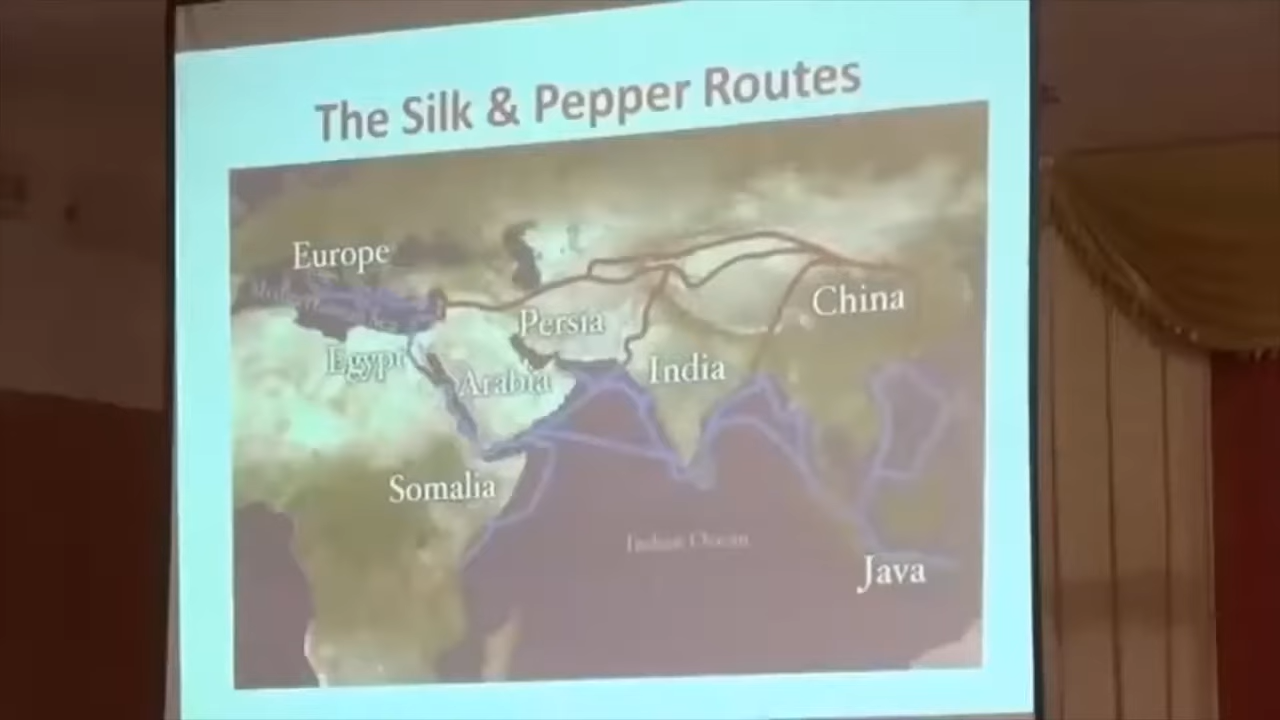 The Silk & Pepper Routes
Europe
China
Persia
Egypt
India
Arabia
Somalia
Indian Ocean
Java